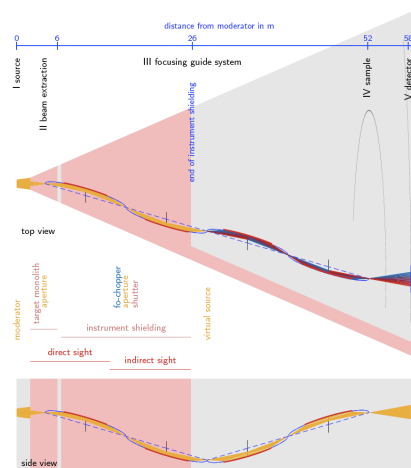 distance from moderator in m
0 6 26 52 58
I source
II beam extraction
III focusing guide system
IV sample
V detector
end of instrument shielding
top view
moderator
target monolith
aperture
fo-chopper
aperture
shutter
virtual source
instrument shielding
direct sight
indirect sight
side view